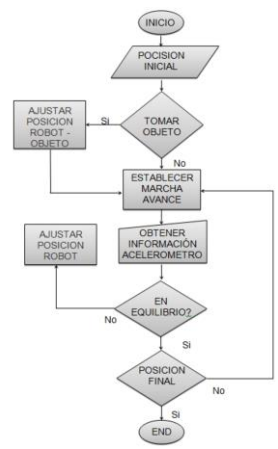 INICIO
POCISION
INICIAL
TOMAR
OBJETO
Si
AJUSTAR
POSICION
ROBOT -
OBJETO
No
ESTABLECER
MARCHA
AVANCE
OBTENER
INFORMACIÓN
ACELEROMETRO
AJUSTAR
POSICION
ROBOT
EN
EQUILIBRIO?
No
Si
POSICION
FINAL
No
Si
END